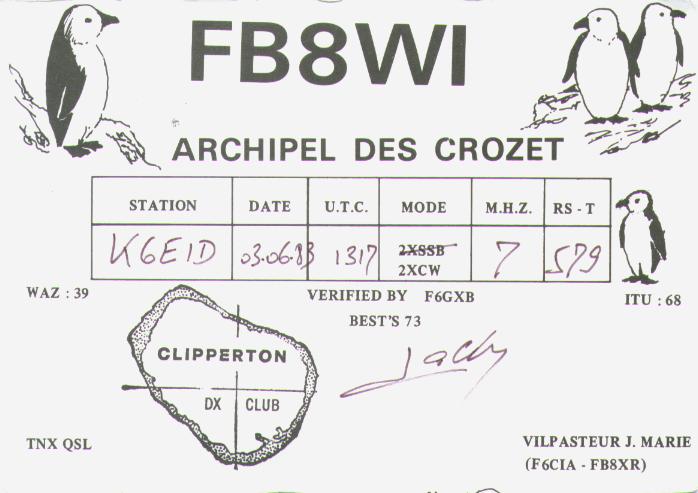 FB8WI
ARCHIPEL DES CROZET
STATION DATE U.T.C. MODE M.H.Z. RS - T
K6EID 03.06.83 1317 2XSSB 2XCW 7 579
WAZ : 39 VERIFIED BY F6GXB ITU : 68
BEST'S 73
CLIPPERTON
DX CLUB
Jacky
TNX QSL
VILPASTEUR J. MARIE
(F6CIA - FB8XR)